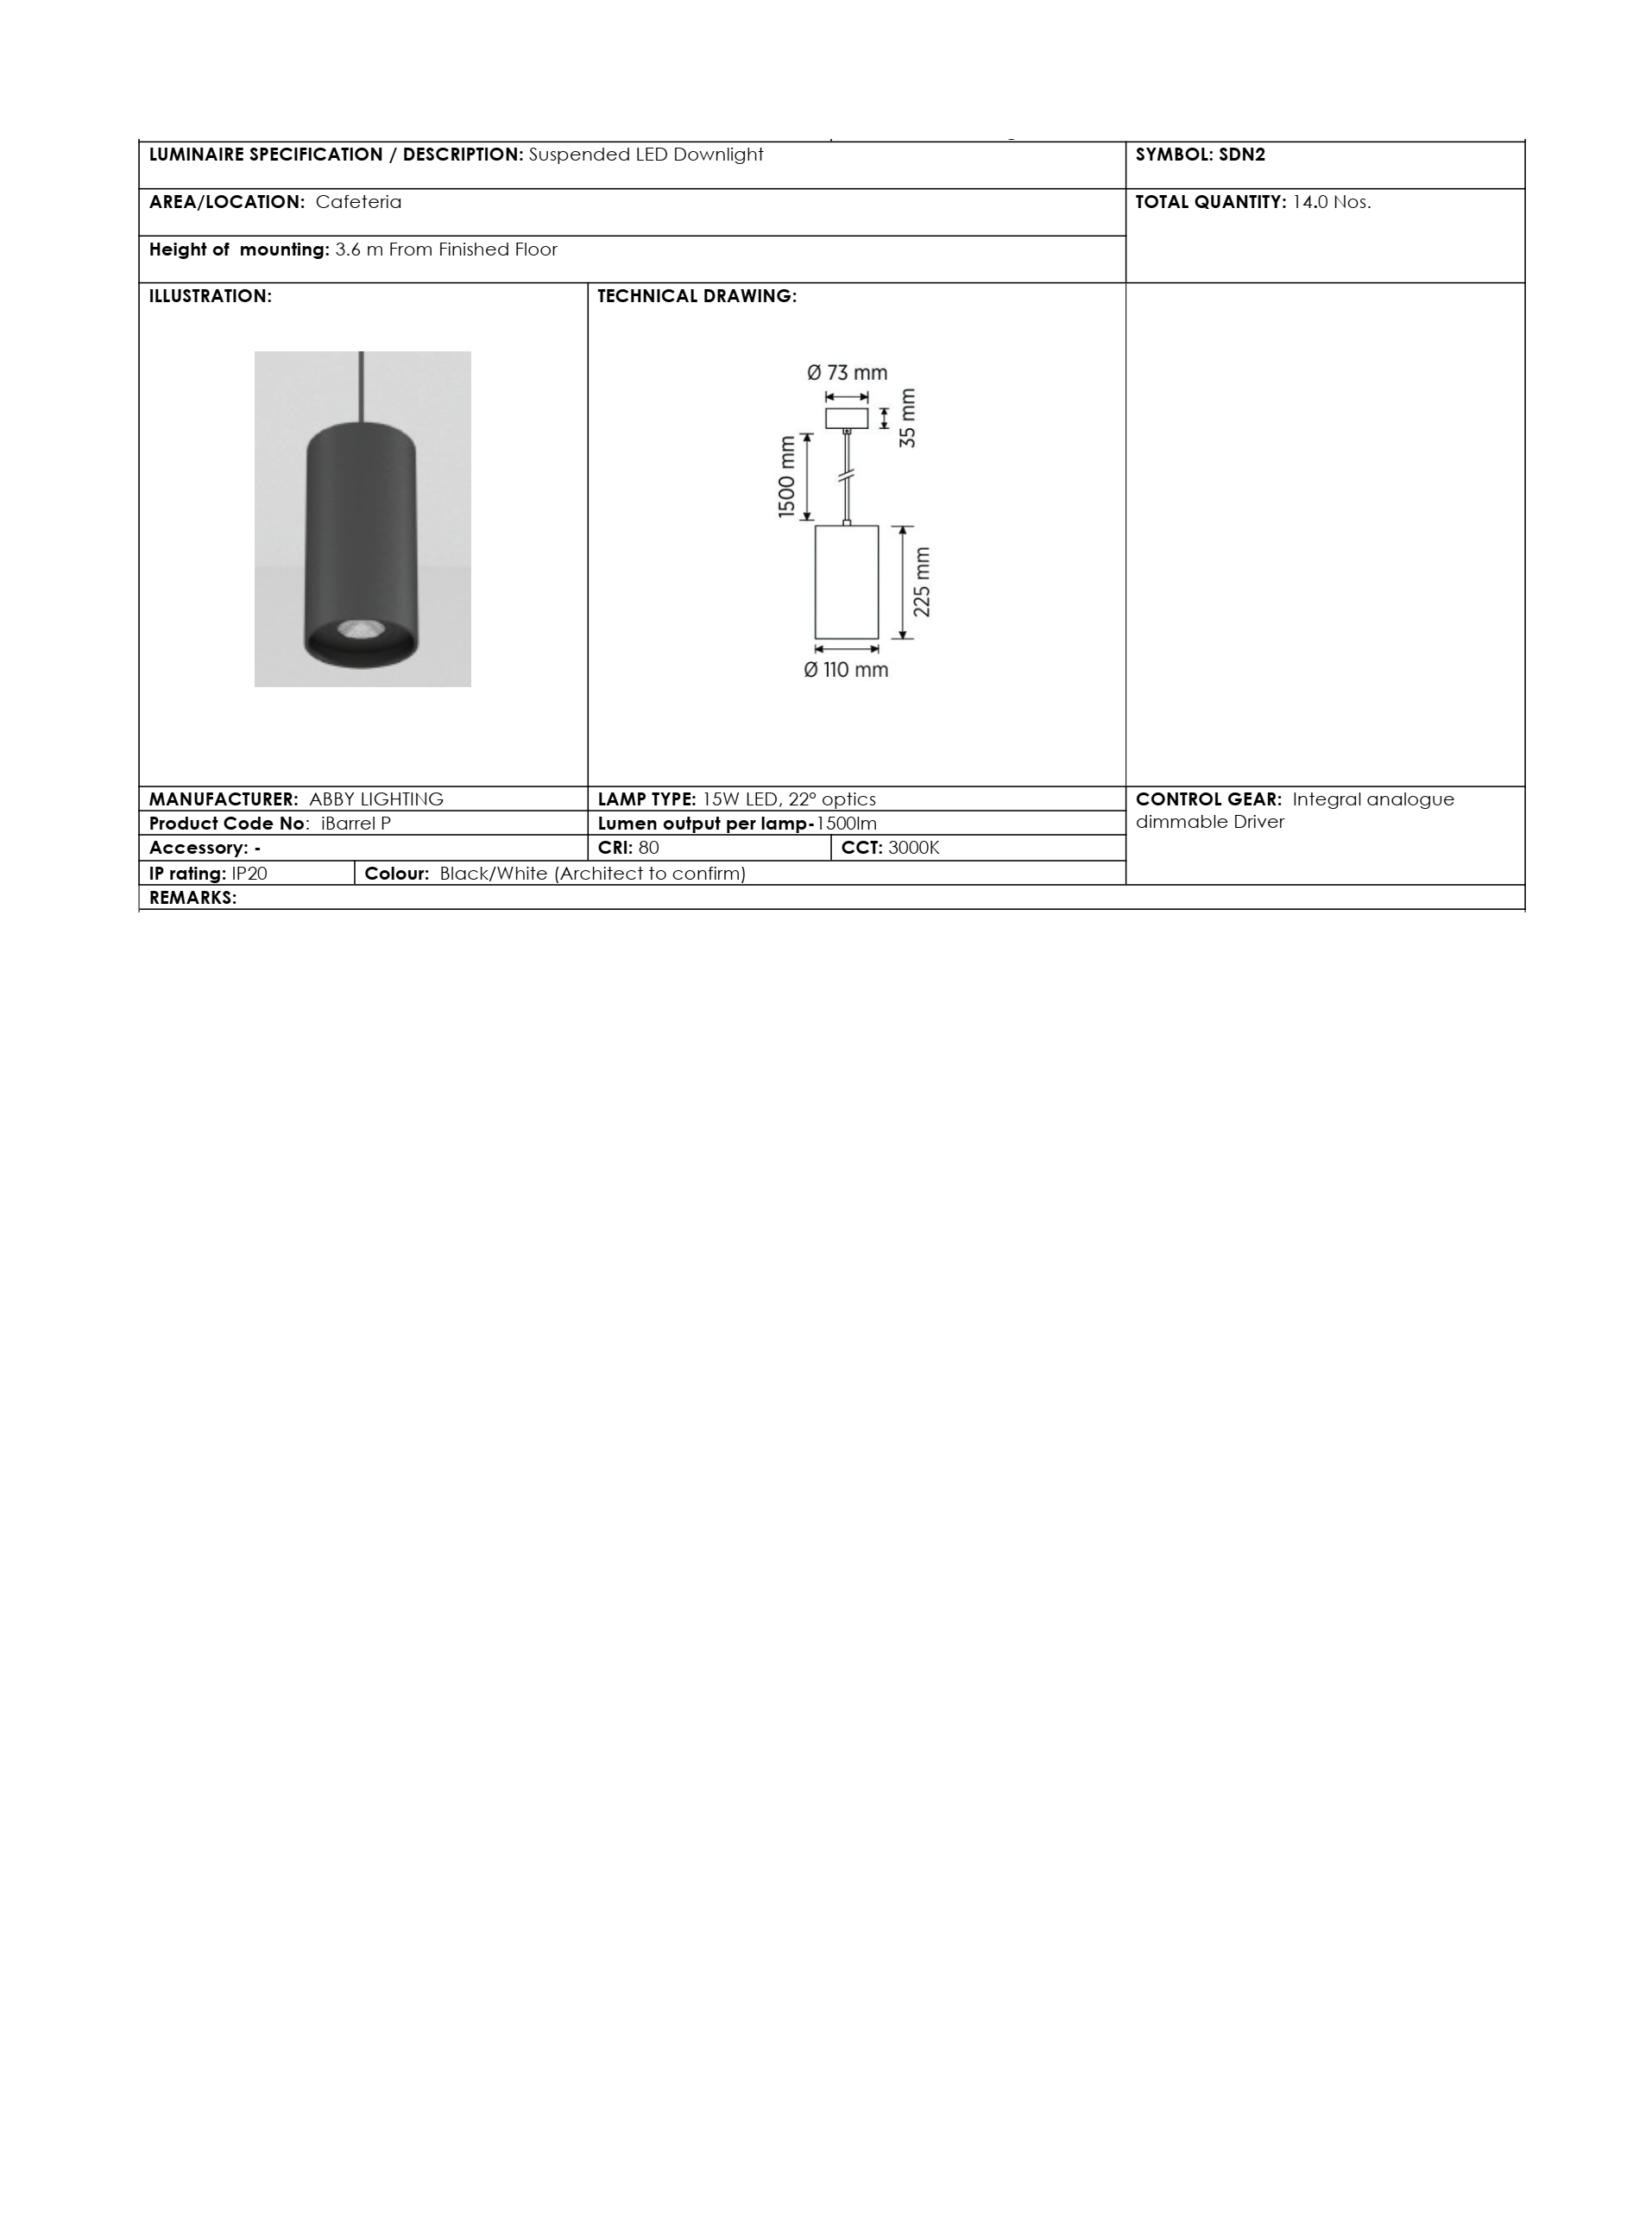 LUMINAIRE SPECIFICATION / DESCRIPTION: Suspended LED Downlight
SYMBOL: SDN2
AREA/LOCATION: Cafeteria
TOTAL QUANTITY: 14.0 Nos.
Height of mounting: 3.6 m From Finished Floor
ILLUSTRATION:
TECHNICAL DRAWING:
Ø 73 mm
35 mm
1500 mm
225 mm
Ø 110 mm
MANUFACTURER: ABBY LIGHTING
LAMP TYPE: 15W LED, 22° optics
CONTROL GEAR: Integral analogue
dimmable Driver
Product Code No: iBarrel P
Lumen output per lamp-1500lm
Accessory: -
CRI: 80
CCT: 3000K
IP rating: IP20
Colour: Black/White (Architect to confirm)
REMARKS: